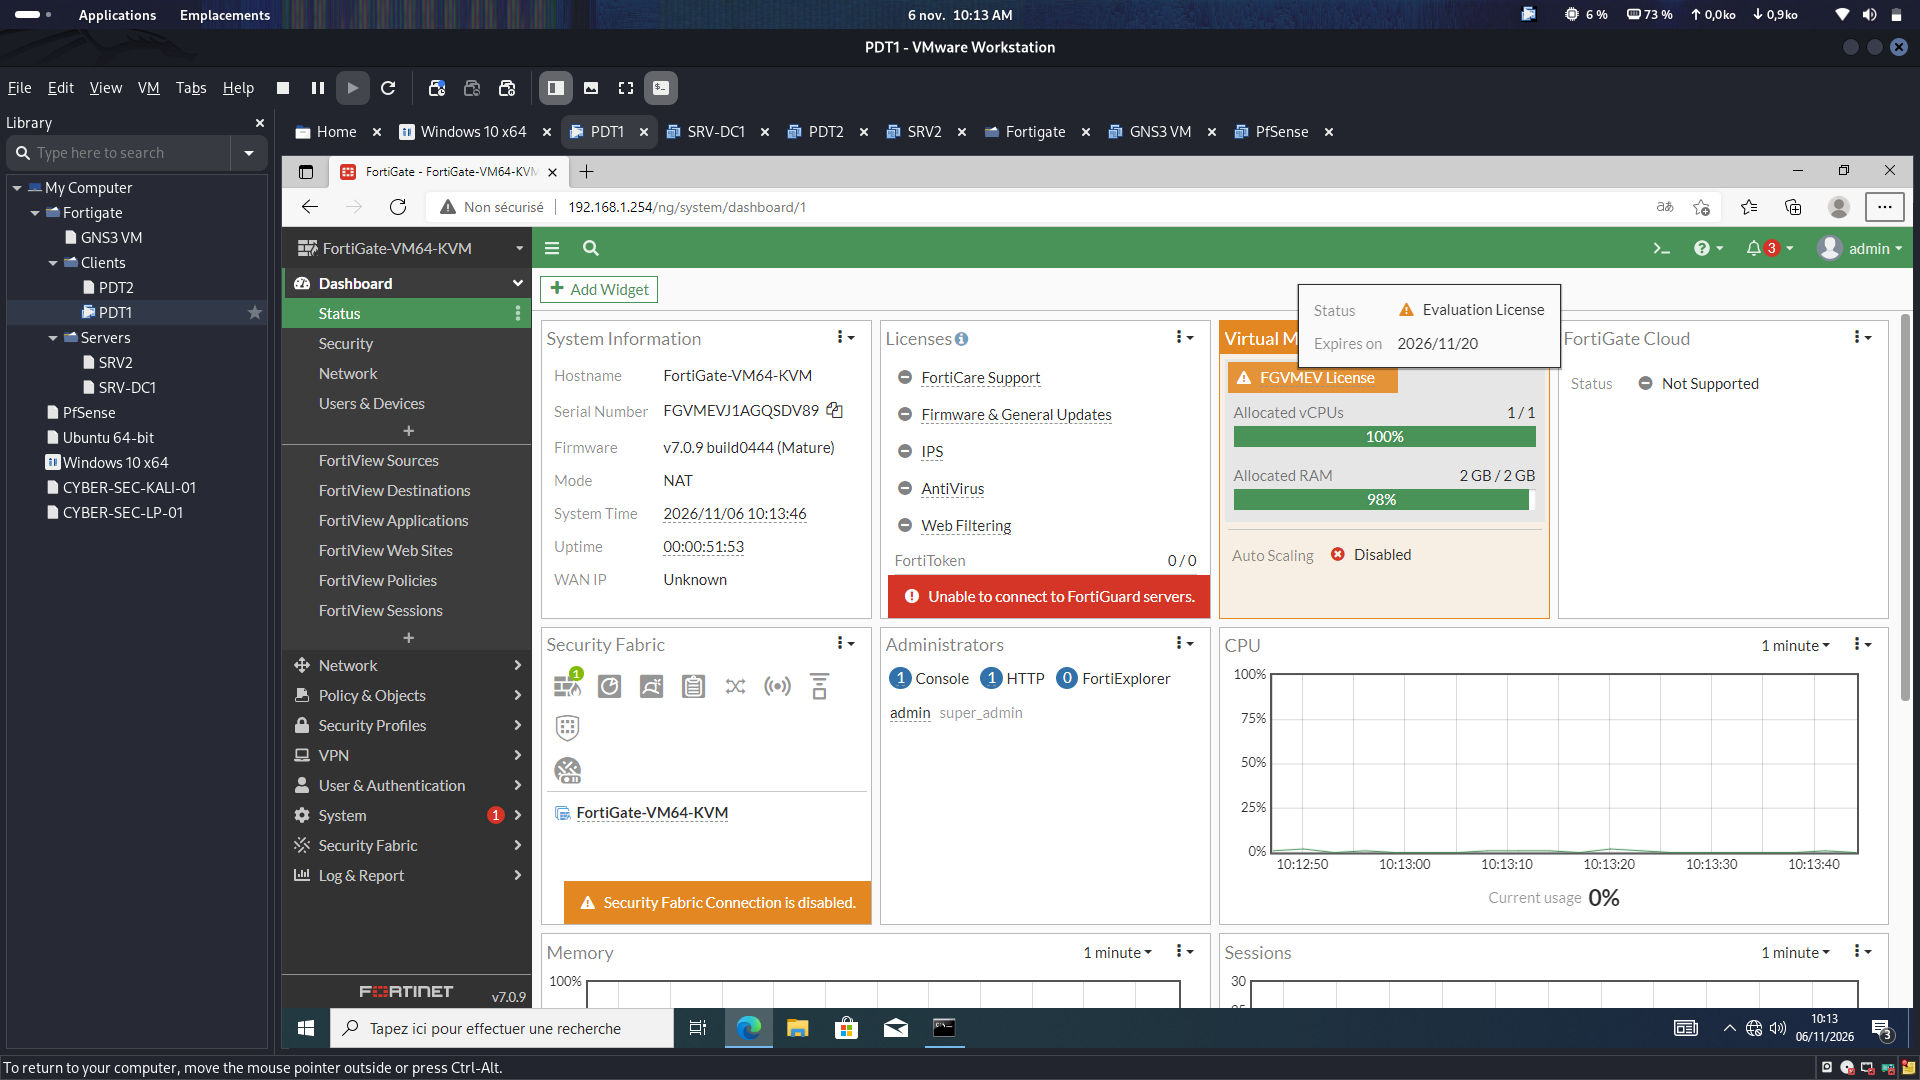 Applications Emplacements 6 nov. 10:13 AM 6 % 73 % 0,0ko 0,9ko
PDT1 - VMware Workstation
File Edit View VM Tabs Help
Library
Type here to search
My Computer
Fortigate
GNS3 VM
Clients
PDT2
PDT1
Servers
SRV2
SRV-DC1
PfSense
Ubuntu 64-bit
Windows 10 x64
CYBER-SEC-KALI-01
CYBER-SEC-LP-01
Home Windows 10 x64 PDT1 SRV-DC1 PDT2 SRV2 Fortigate GNS3 VM PfSense
FortiGate - FortiGate-VM64-KVM
Non sécurisé 192.168.1.254/ng/system/dashboard/1
FortiGate-VM64-KVM
3 admin
Dashboard
Status
Security
Network
Users & Devices
FortiView Sources
FortiView Destinations
FortiView Applications
FortiView Web Sites
FortiView Policies
FortiView Sessions
Network
Policy & Objects
Security Profiles
VPN
User & Authentication
System 1
Security Fabric
Log & Report
FORTINET v7.0.9
Add Widget
System Information
Hostname FortiGate-VM64-KVM
Serial Number FGVMEVJ1AGQSDV89
Firmware v7.0.9 build0444 (Mature)
Mode NAT
System Time 2026/11/06 10:13:46
Uptime 00:00:51:53
WAN IP Unknown
Licenses
FortiCare Support
Firmware & General Updates
IPS
AntiVirus
Web Filtering
FortiToken 0 / 0
Unable to connect to FortiGuard servers.
Virtual M
Status Evaluation License
Expires on 2026/11/20
FGVMEV License
Allocated vCPUs 1 / 1
100%
Allocated RAM 2 GB / 2 GB
98%
Auto Scaling Disabled
FortiGate Cloud
Status Not Supported
Security Fabric
1
FortiGate-VM64-KVM
Security Fabric Connection is disabled.
Administrators
1 Console 1 HTTP 0 FortiExplorer
admin super_admin
CPU 1 minute
100%
75%
50%
25%
0%
10:12:50 10:13:00 10:13:10 10:13:20 10:13:30 10:13:40
Current usage 0%
Memory 1 minute
100%
Sessions 1 minute
30
Tapez ici pour effectuer une recherche
10:13
06/11/2026
3
To return to your computer, move the mouse pointer outside or press Ctrl-Alt.